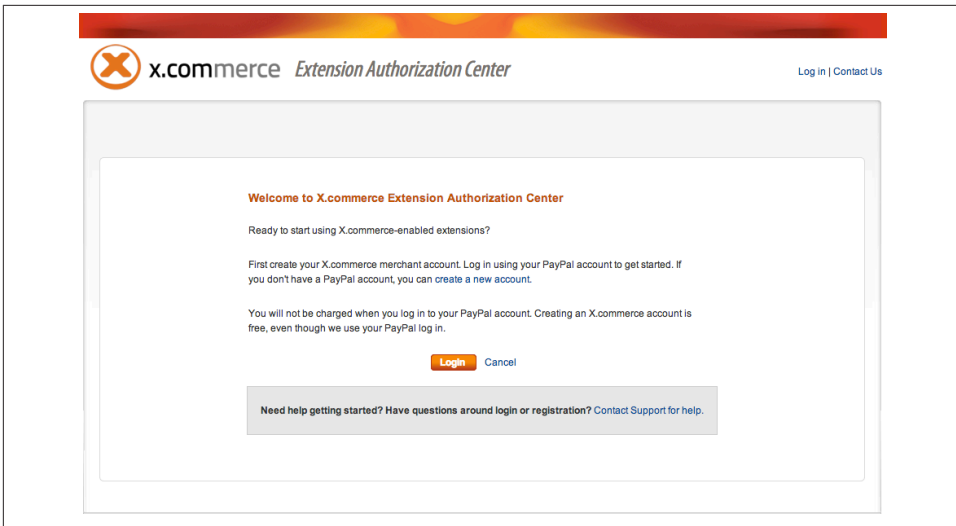 x.commerce Extension Authorization Center
Log in | Contact Us
Welcome to X.commerce Extension Authorization Center
Ready to start using X.commerce-enabled extensions?
First create your X.commerce merchant account. Log in using your PayPal account to get started. If
you don't have a PayPal account, you can create a new account.
You will not be charged when you log in to your PayPal account. Creating an X.commerce account is
free, even though we use your PayPal log in.
Login Cancel
Need help getting started? Have questions around login or registration? Contact Support for help.